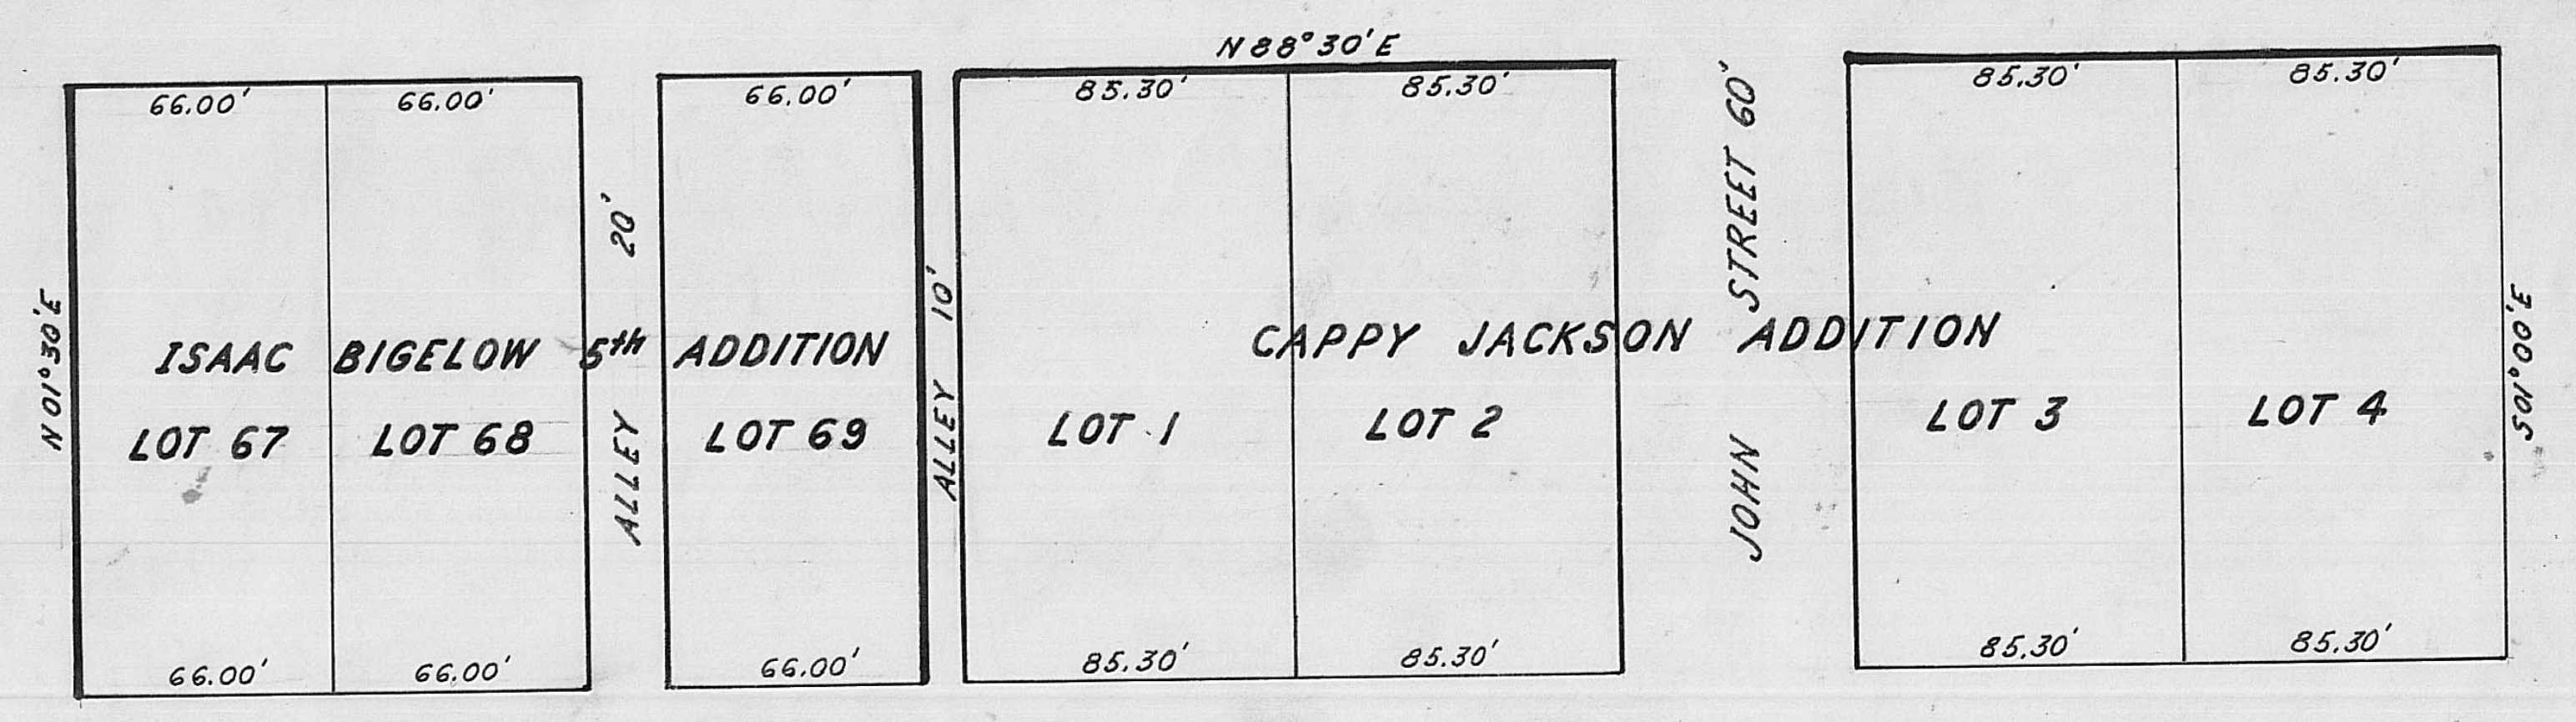 N 88°30' E
66.00' 66.00' 66.00' 85.30' 85.30' 85.30' 85.30'
N 01°30' E
ISAAC BIGELOW 5th ADDITION
LOT 67 LOT 68 LOT 69
ALLEY 20'
ALLEY 10'
CAPPY JACKSON ADDITION
LOT 1 LOT 2 LOT 3 LOT 4
JOHN STREET 60'
S 01°00' E
66.00' 66.00' 66.00' 85.30' 85.30' 85.30' 85.30'